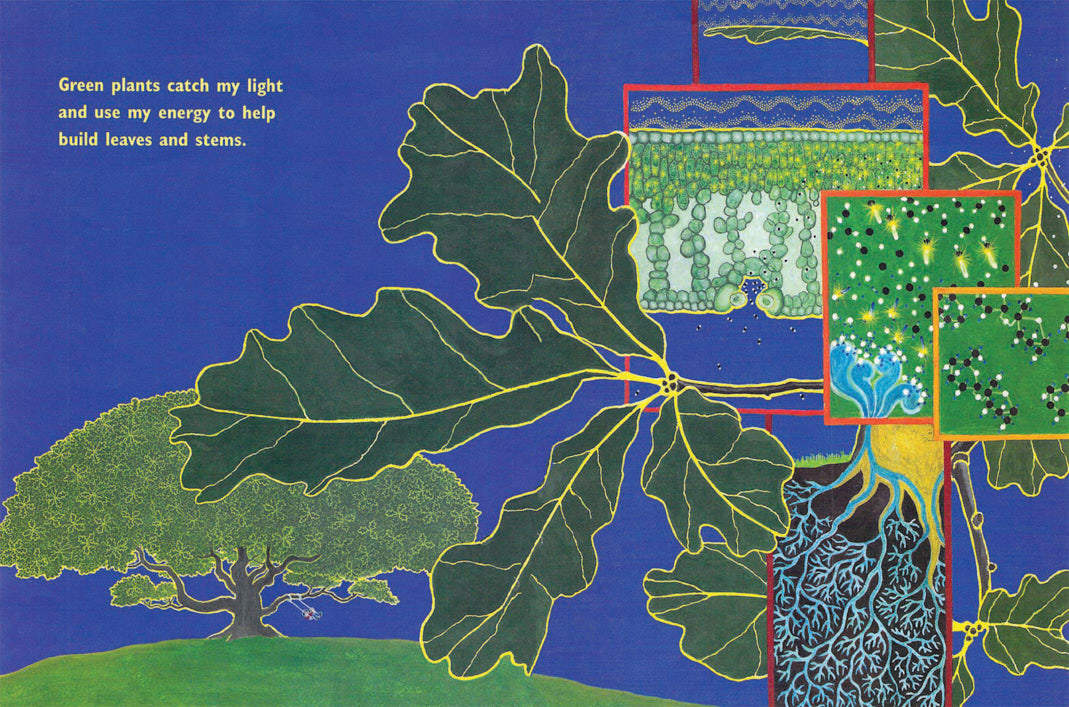 Green plants catch my light
and use my energy to help
build leaves and stems.